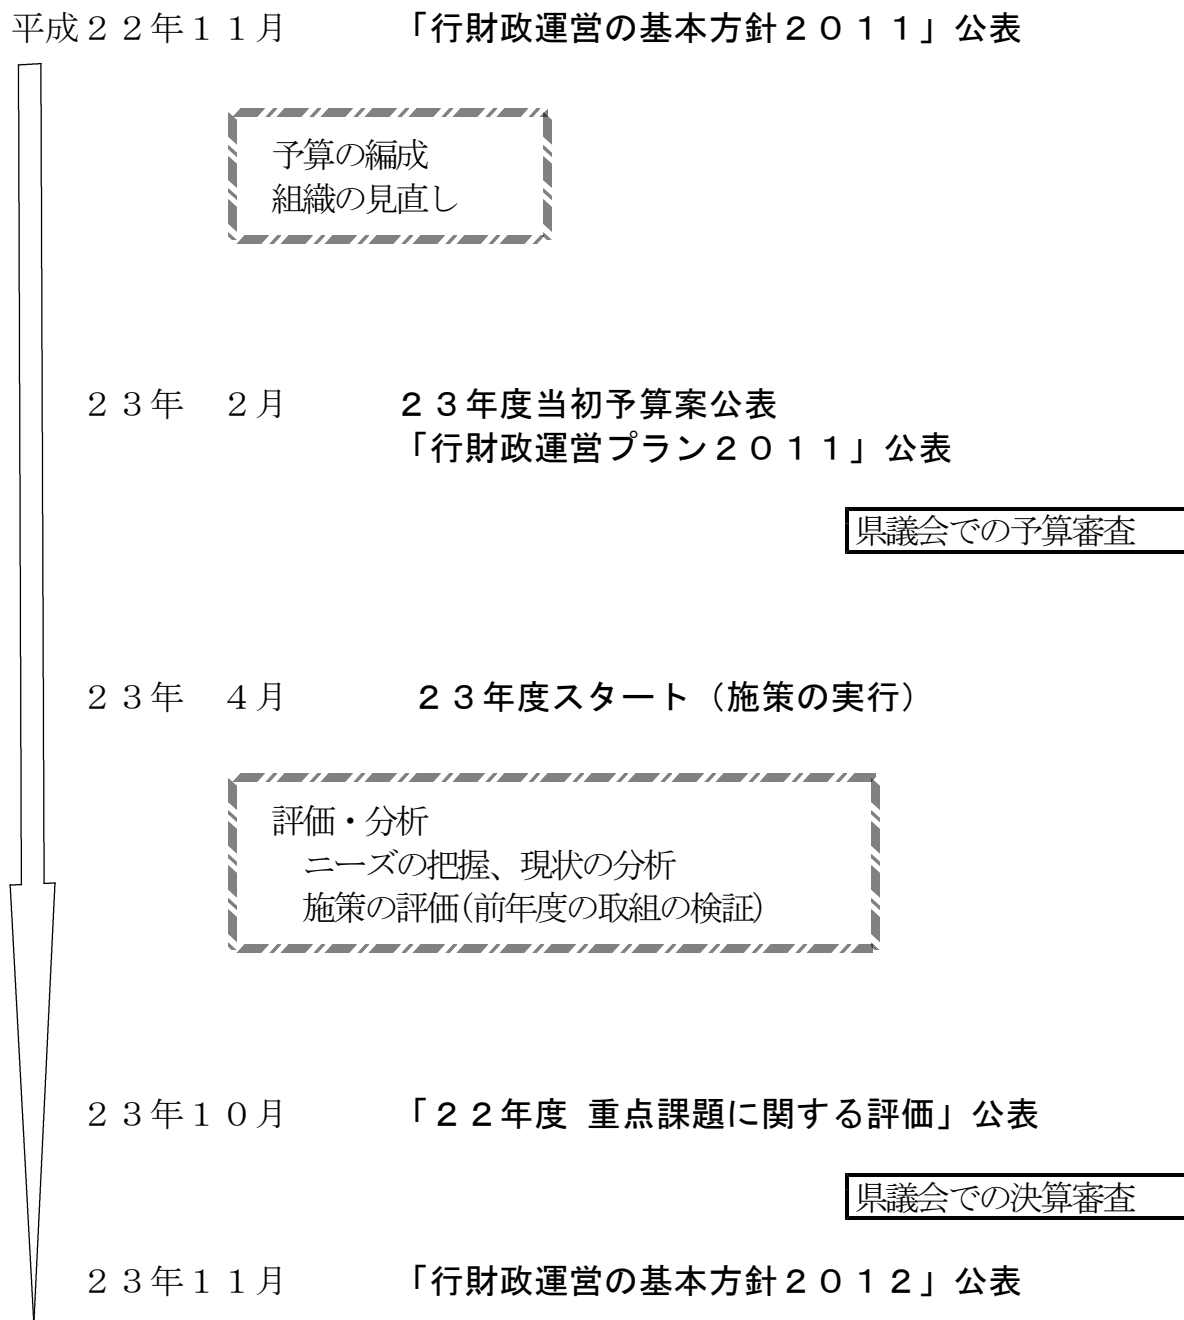 平成２２年１１月　「行財政運営の基本方針２０１１」公表
予算の編成
組織の見直し
２３年　２月　２３年度当初予算案公表
「行財政運営プラン２０１１」公表
県議会での予算審査
２３年　４月　２３年度スタート（施策の実行）
評価・分析
ニーズの把握、現状の分析
施策の評価(前年度の取組の検証)
２３年１０月　「２２年度 重点課題に関する評価」公表
県議会での決算審査
２３年１１月　「行財政運営の基本方針２０１２」公表